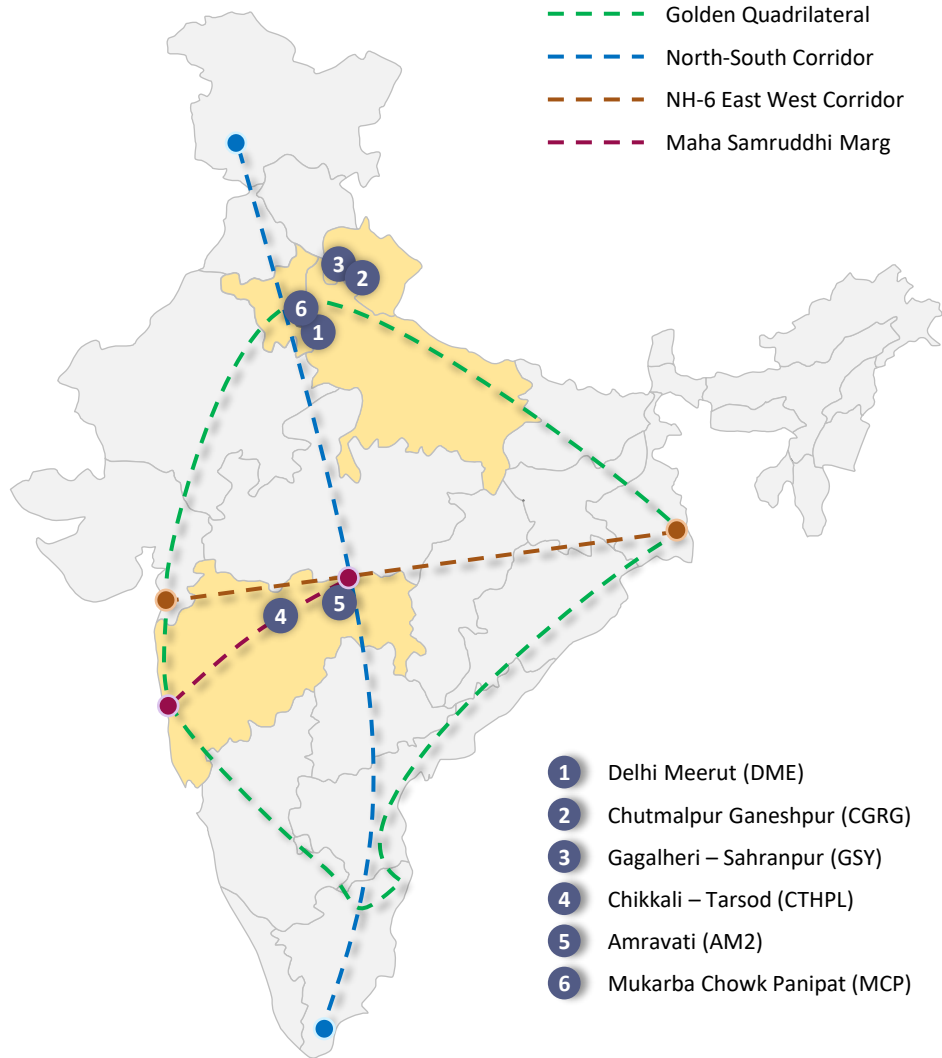 Golden Quadrilateral
North-South Corridor
NH-6 East West Corridor
Maha Samruddhi Marg
3
2
6
1
5
4
1 Delhi Meerut (DME)
2 Chutmalpur Ganeshpur (CGRG)
3 Gagalheri – Sahranpur (GSY)
4 Chikkali – Tarsod (CTHPL)
5 Amravati (AM2)
6 Mukarba Chowk Panipat (MCP)